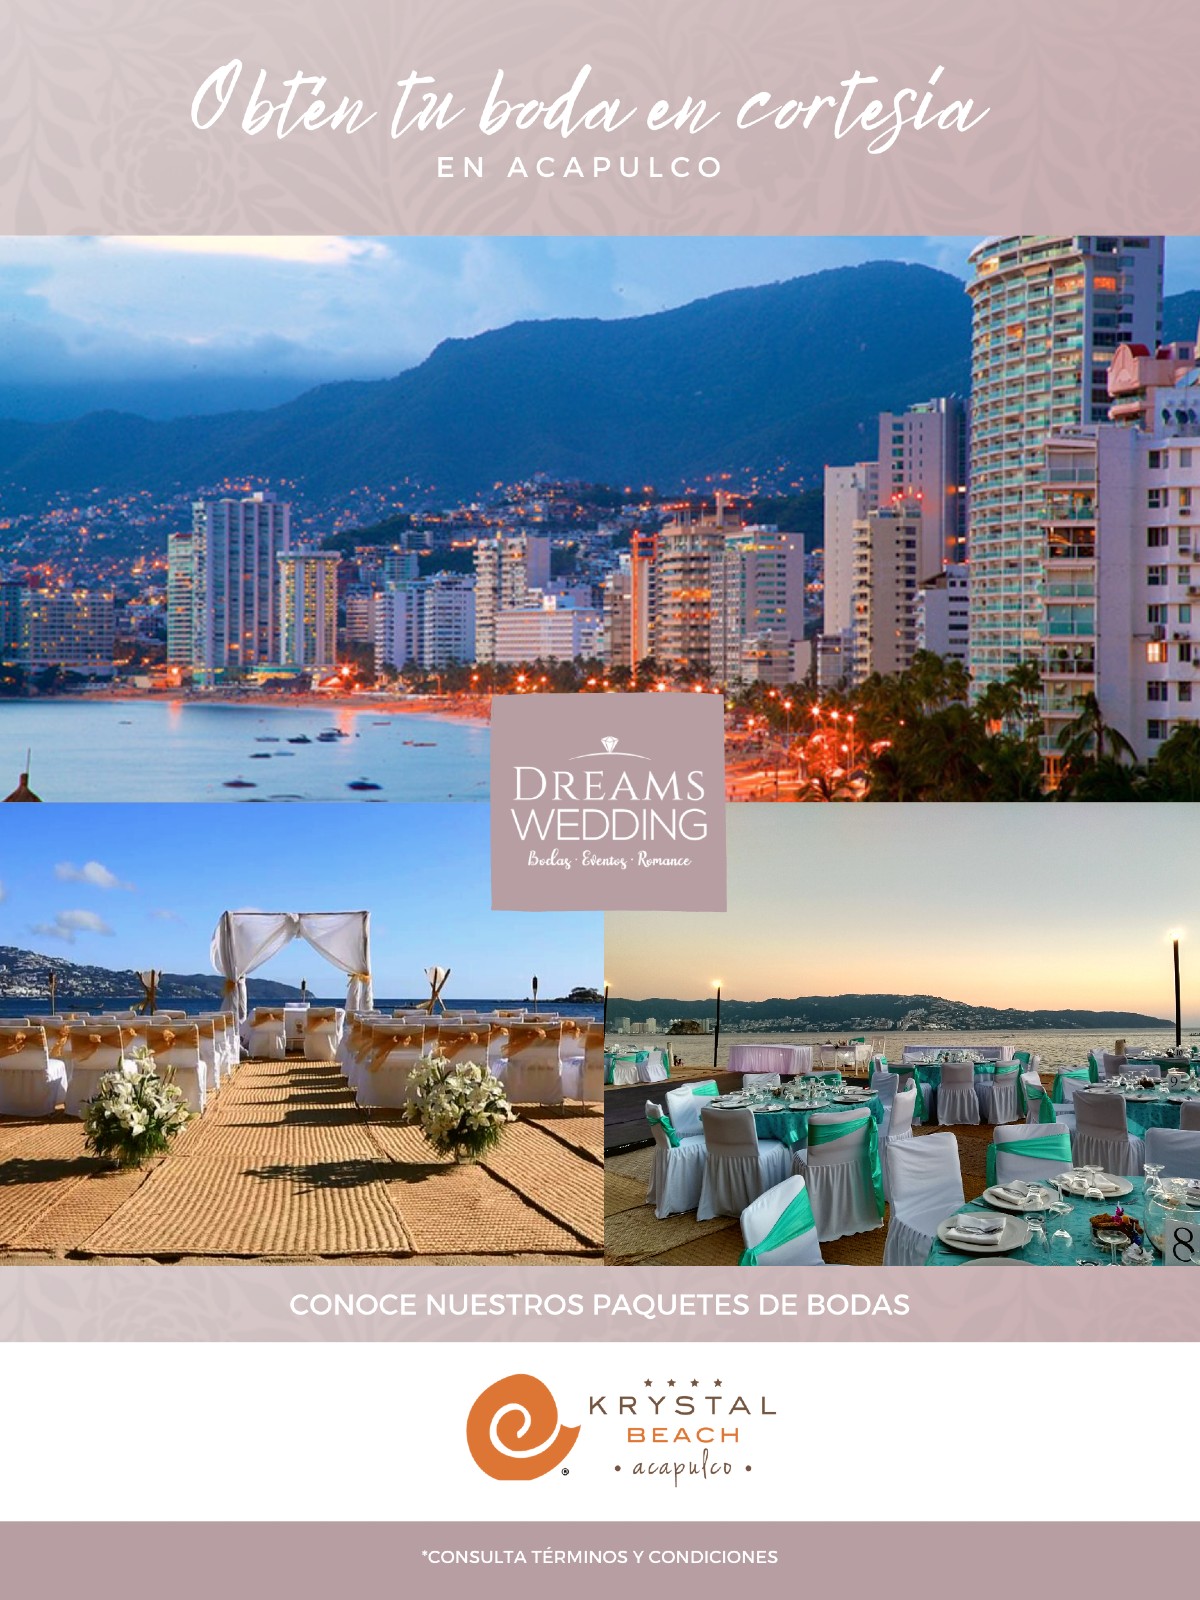 Obtén tu boda en cortesía
EN ACAPULCO
DREAMS
WEDDING
Bodas · Eventos · Romance
8
CONOCE NUESTROS PAQUETES DE BODAS
KRYSTAL
BEACH
®
• acapulco •
*CONSULTA TÉRMINOS Y CONDICIONES